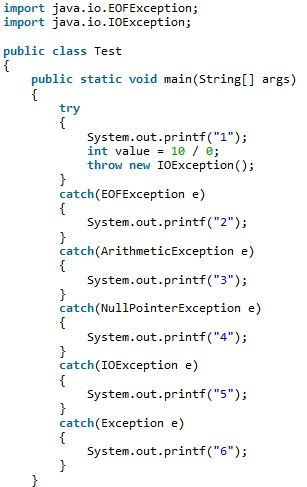 import java.io.EOFException;
import java.io.IOException;

public class Test
{
    public static void main(String[] args)
    {
        try
        {
            System.out.printf("1");
            int value = 10 / 0;
            throw new IOException();
        }
        catch(EOFException e)
        {
            System.out.printf("2");
        }
        catch(ArithmeticException e)
        {
            System.out.printf("3");
        }
        catch(NullPointerException e)
        {
            System.out.printf("4");
        }
        catch(IOException e)
        {
            System.out.printf("5");
        }
        catch(Exception e)
        {
            System.out.printf("6");
        }
    }